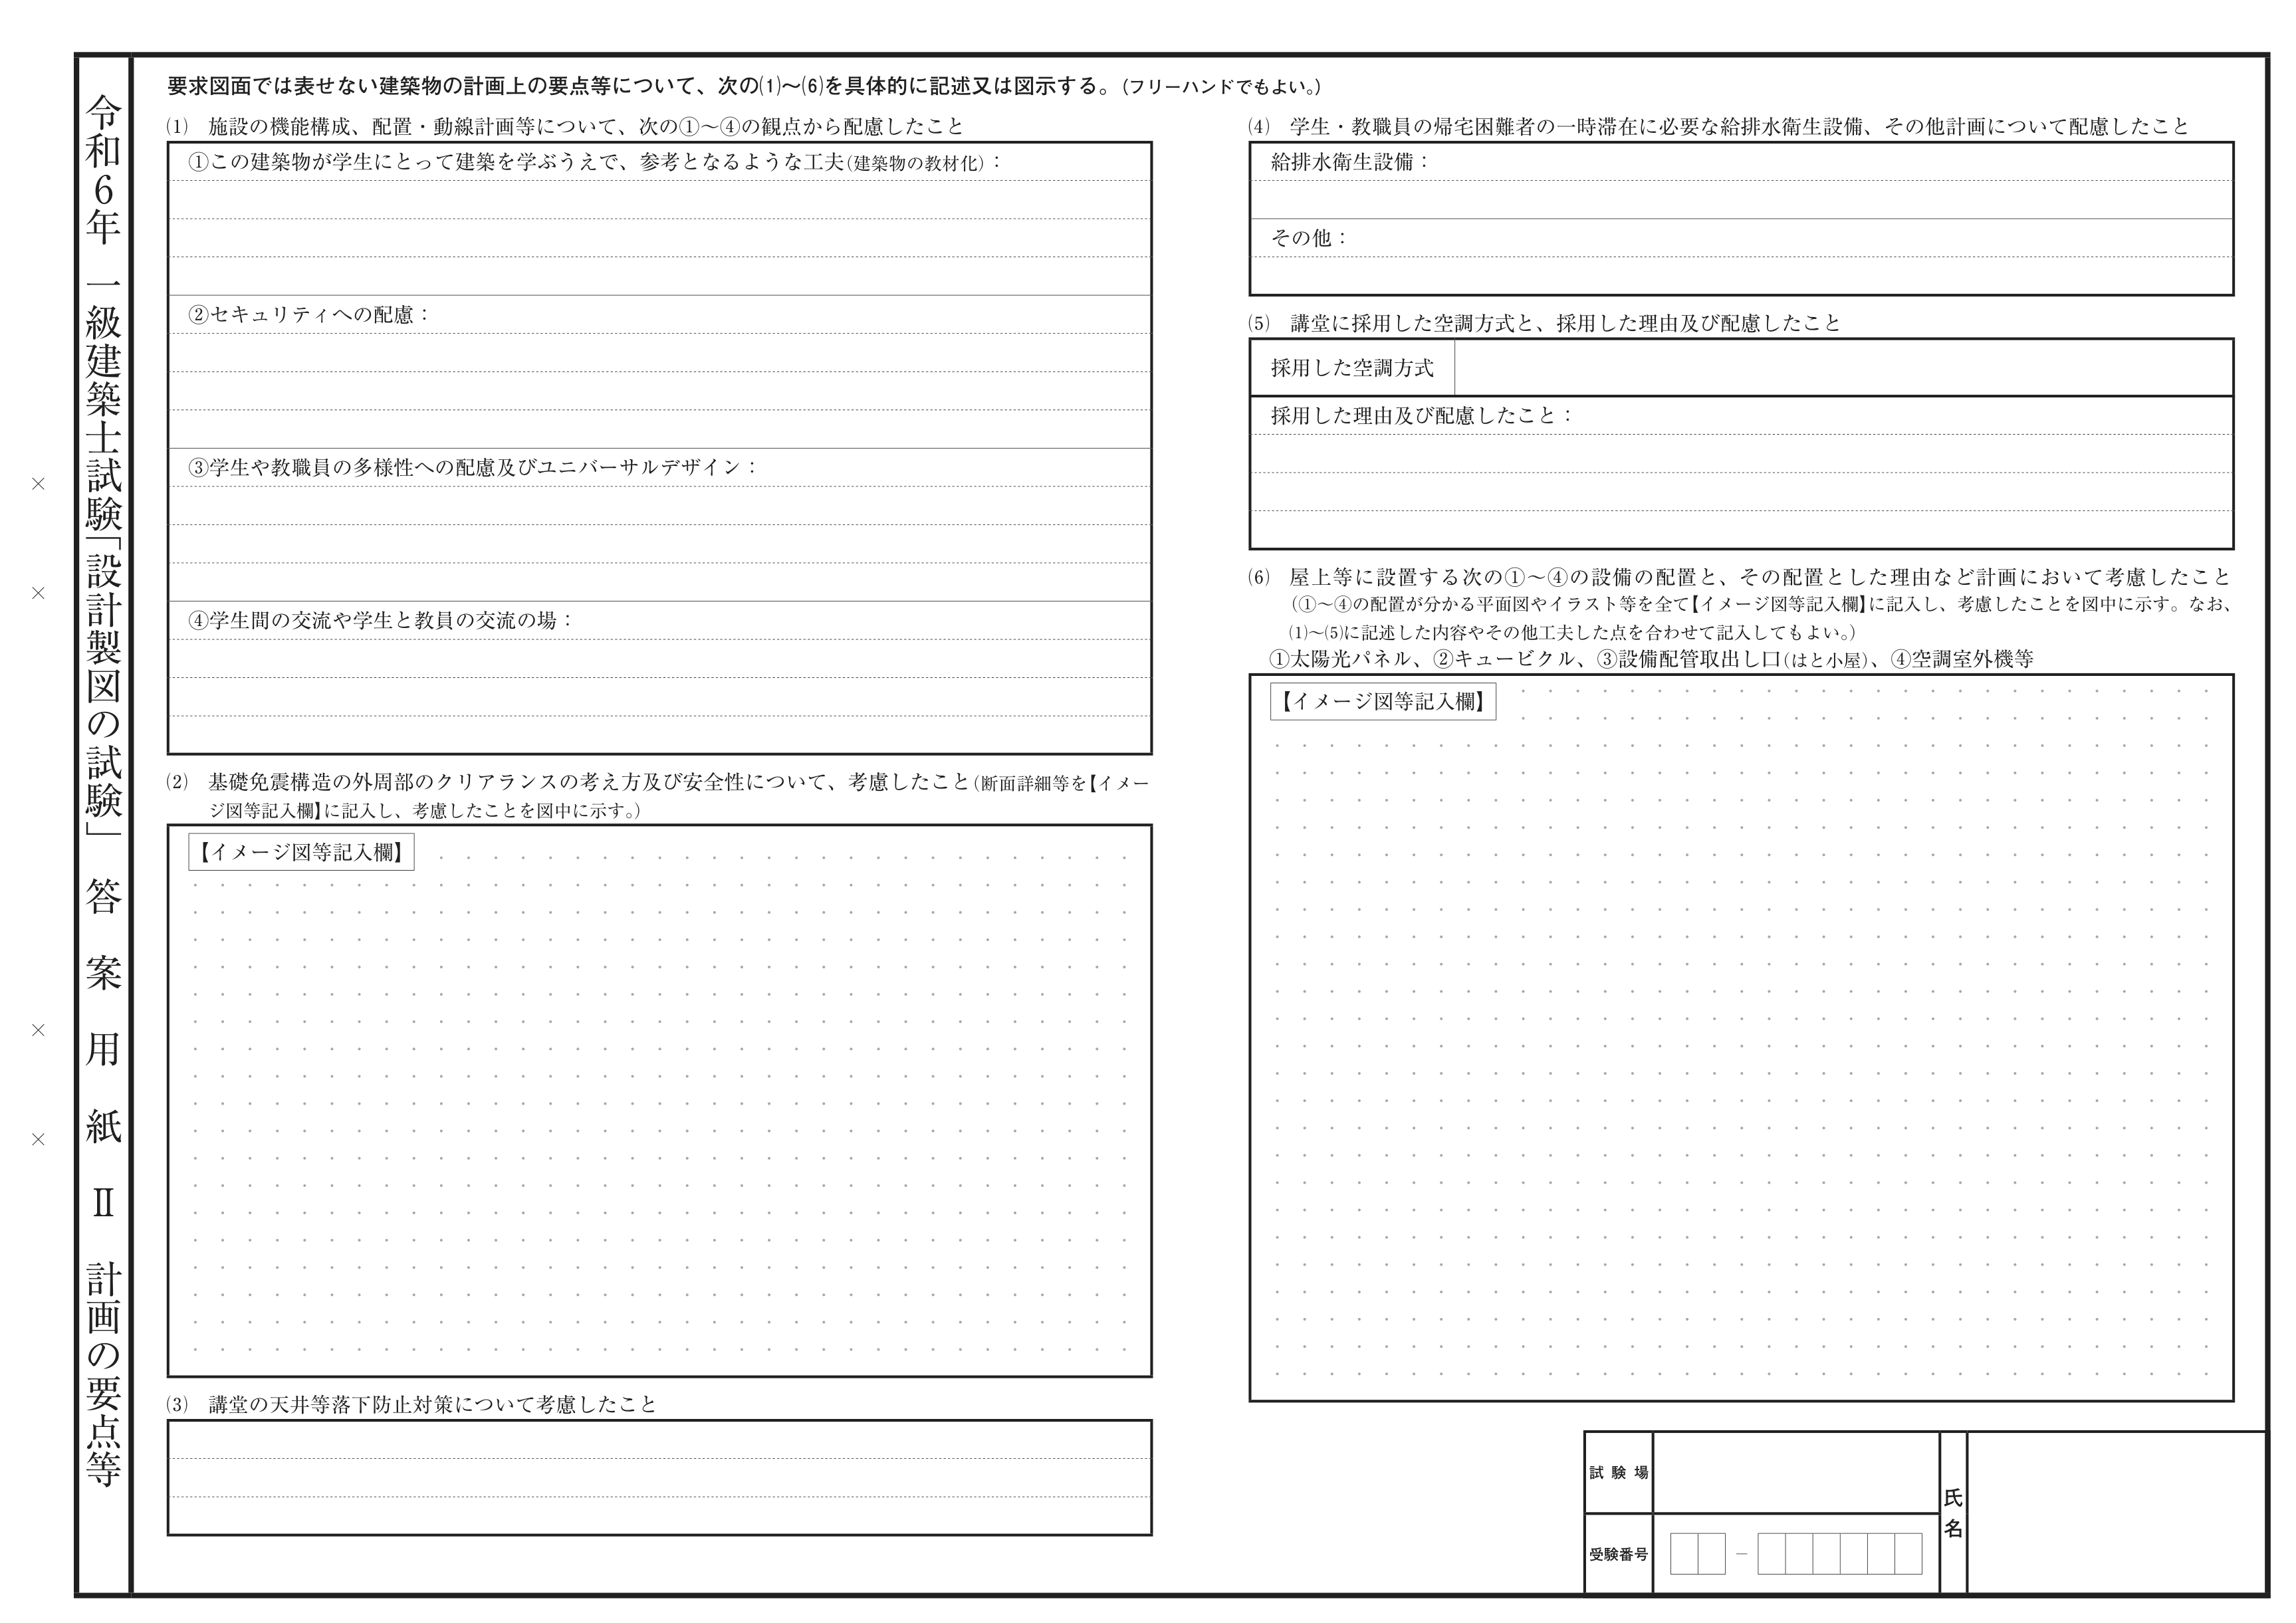 令和６年　一級建築士試験「設計製図の試験」　答案用紙Ⅱ　計画の要点等
要求図面では表せない建築物の計画上の要点等について、次の⑴〜⑹を具体的に記述又は図示する。（フリーハンドでもよい。）
⑴　施設の機能構成、配置・動線計画等について、次の①〜④の観点から配慮したこと
①この建築物が学生にとって建築を学ぶうえで、参考となるような工夫（建築物の教材化）：
②セキュリティへの配慮：
③学生や教職員の多様性への配慮及びユニバーサルデザイン：
④学生間の交流や学生と教員の交流の場：
⑵　基礎免震構造の外周部のクリアランスの考え方及び安全性について、考慮したこと（断面詳細等を【イメー
ジ図等記入欄】に記入し、考慮したことを図中に示す。）
【イメージ図等記入欄】
⑶　講堂の天井等落下防止対策について考慮したこと
⑷　学生・教職員の帰宅困難者の一時滞在に必要な給排水衛生設備、その他計画について配慮したこと
給排水衛生設備：
その他：
⑸　講堂に採用した空調方式と、採用した理由及び配慮したこと
採用した空調方式
採用した理由及び配慮したこと：
⑹　屋上等に設置する次の①〜④の設備の配置と、その配置とした理由など計画において考慮したこと
（①〜④の配置が分かる平面図やイラスト等を全て【イメージ図等記入欄】に記入し、考慮したことを図中に示す。なお、
⑴〜⑸に記述した内容やその他工夫した点を合わせて記入してもよい。）
①太陽光パネル、②キュービクル、③設備配管取出し口（はと小屋）、④空調室外機等
【イメージ図等記入欄】
試験場
受験番号
－
氏名